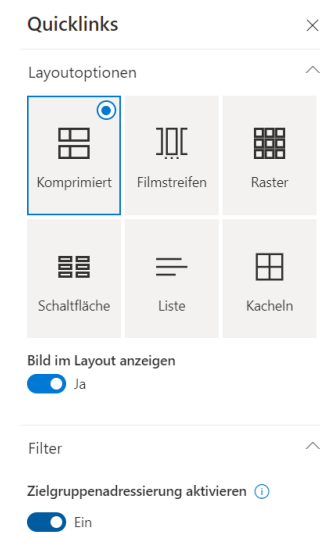 Quicklinks
Layoutoptionen
Komprimiert Filmstreifen Raster
Schaltfläche Liste Kacheln
Bild im Layout anzeigen
Ja
Filter
Zielgruppenadressierung aktivieren
Ein